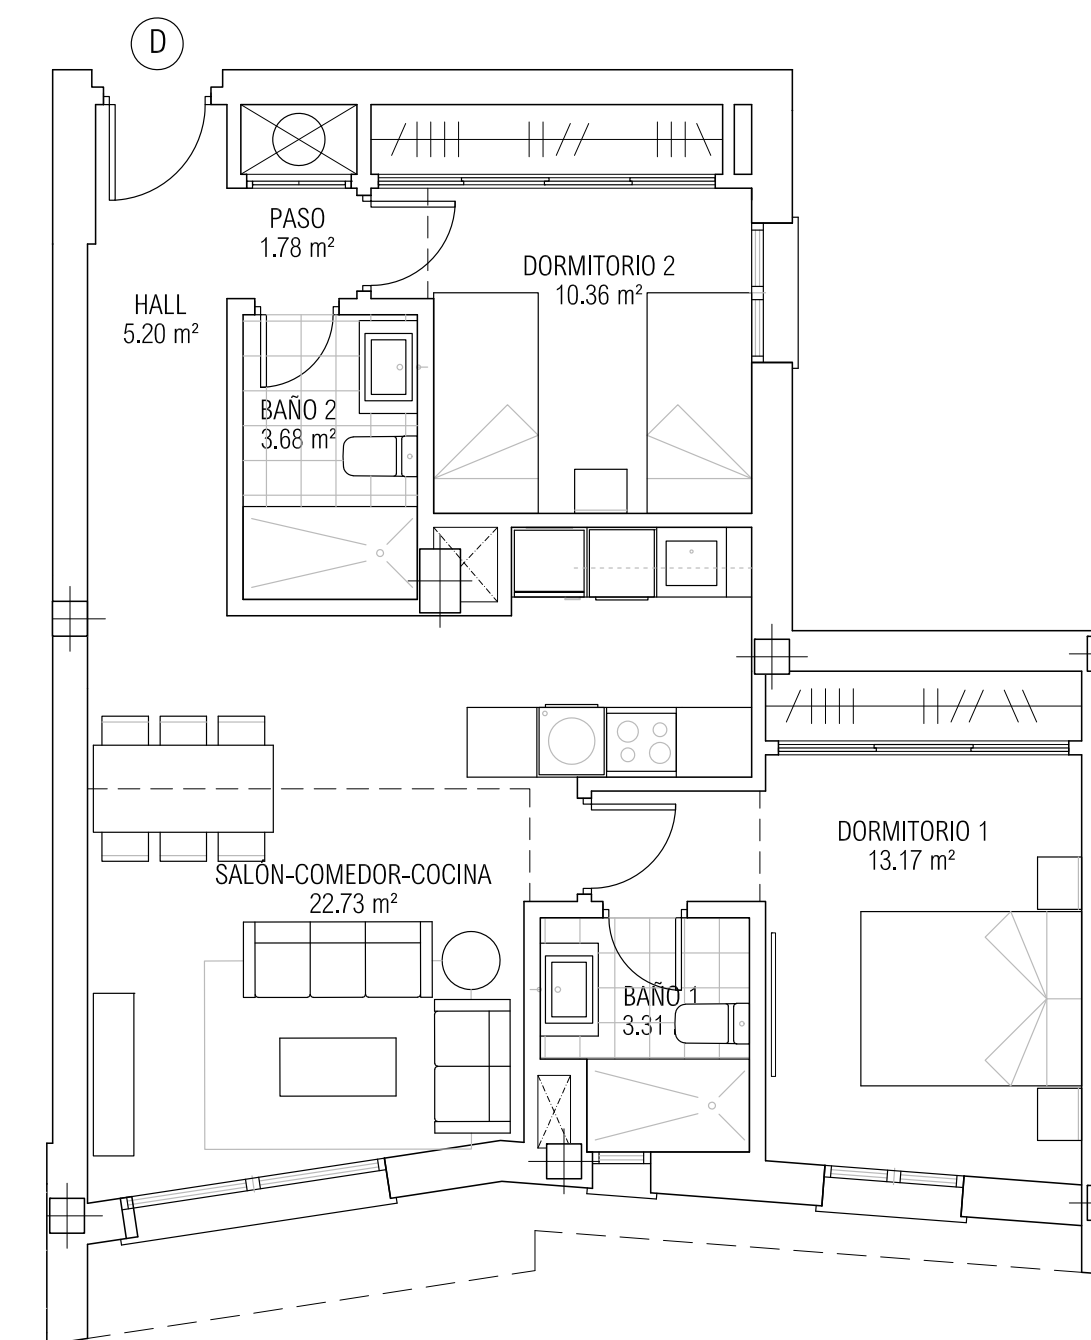 D
PASO
1.78 m²
DORMITORIO 2
10.36 m²
HALL
5.20 m²
BAÑO 2
3.68 m²
DORMITORIO 1
13.17 m²
SALÓN-COMEDOR-COCINA
22.73 m²
BAÑO 1
3.31